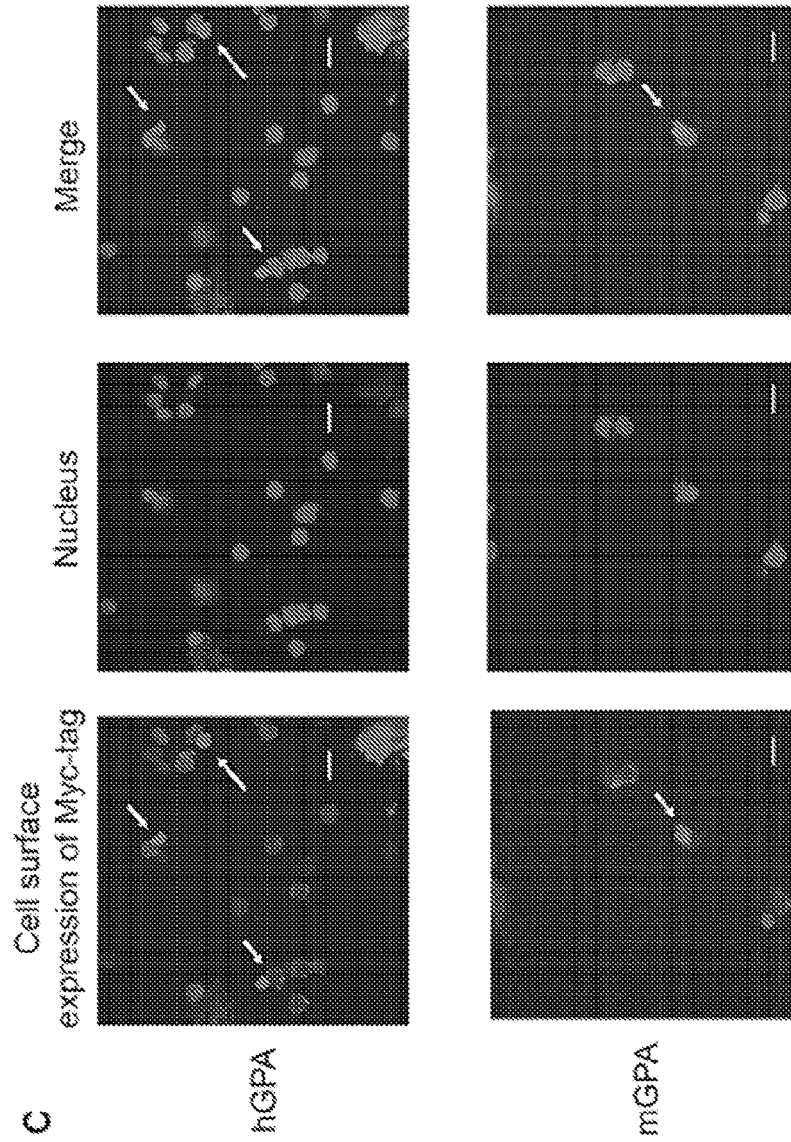 C
Cell surface
expression of Myc-tag
Nucleus
Merge
hGPA
mGPA